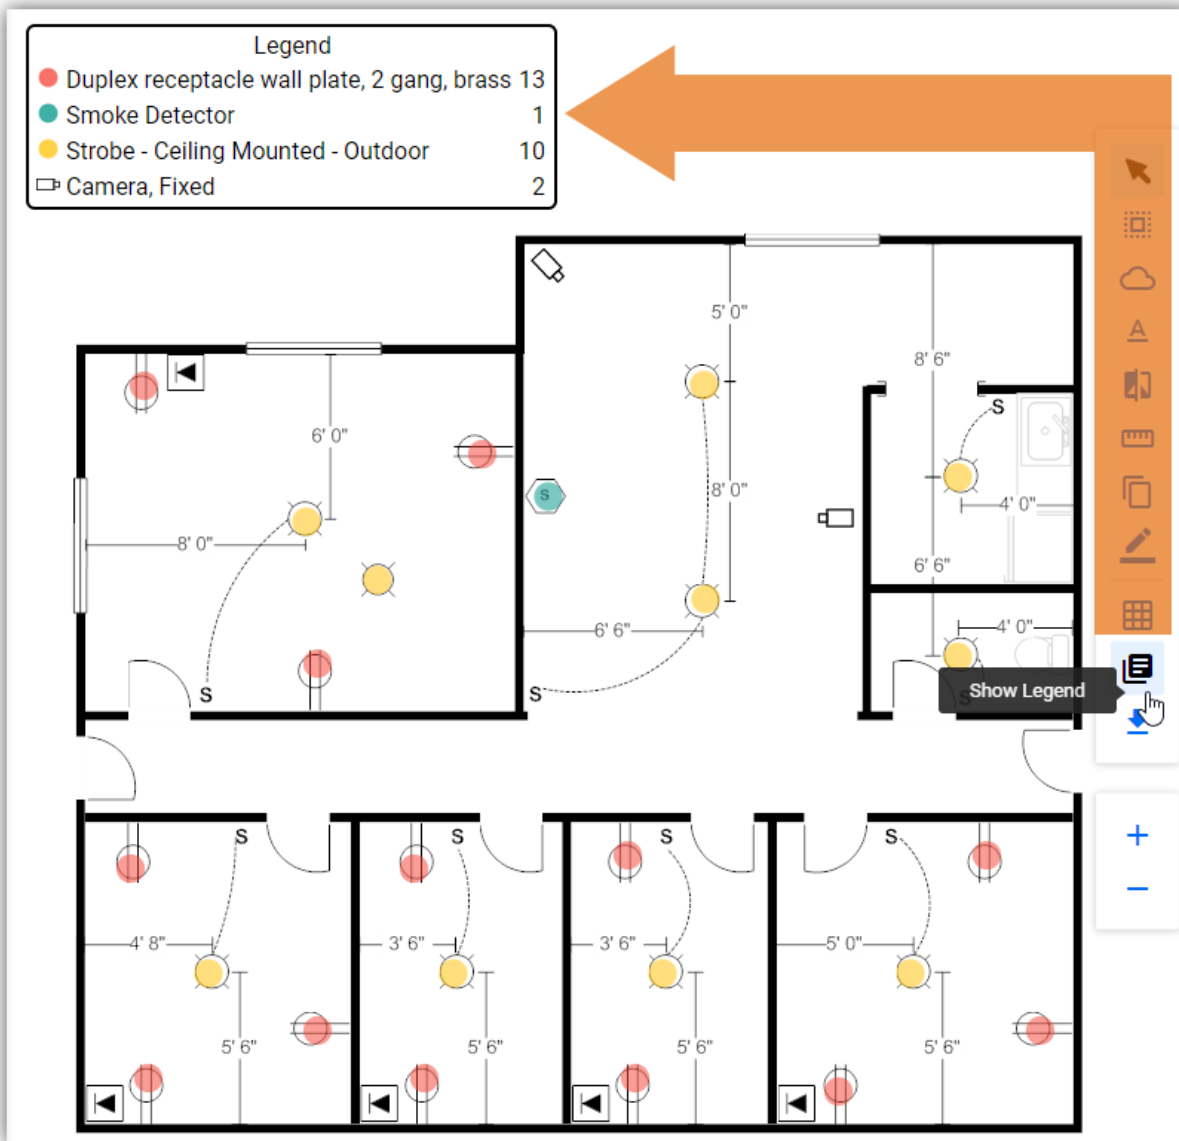 Legend
Duplex receptacle wall plate, 2 gang, brass 13
Smoke Detector 1
Strobe - Ceiling Mounted - Outdoor 10
Camera, Fixed 2
A
5' 0"
8' 6"
S
6' 0"
8' 0"
S
4' 0"
8' 0"
6' 6"
6' 6"
4' 0"
S
S
Show Legend
S
S
S
S
4' 8"
3' 6"
3' 6"
5' 0"
5' 6"
5' 6"
5' 6"
5' 6"